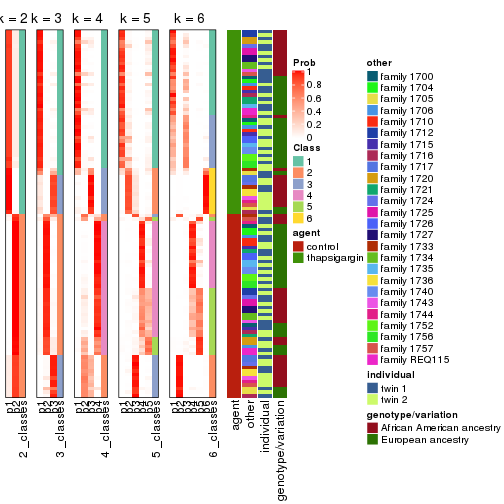 k = 2 k = 3 k = 4 k = 5 k = 6
Prob
1
0.8
0.6
0.4
0.2
0
Class
1
2
3
4
5
6
agent
control
thapsigargin
other
family 1700
family 1704
family 1705
family 1706
family 1710
family 1712
family 1715
family 1716
family 1717
family 1720
family 1721
family 1724
family 1725
family 1726
family 1727
family 1733
family 1734
family 1735
family 1736
family 1740
family 1743
family 1744
family 1752
family 1756
family 1757
family REQ115
individual
twin 1
twin 2
genotype/variation
African American ancestry
European ancestry
p1
p2
2_classes
p1
p2
p3
3_classes
p1
p2
p3
p4
4_classes
p1
p2
p3
p4
p5
5_classes
p1
p2
p3
p4
p5
p6
6_classes
agent
other
individual
genotype/variation